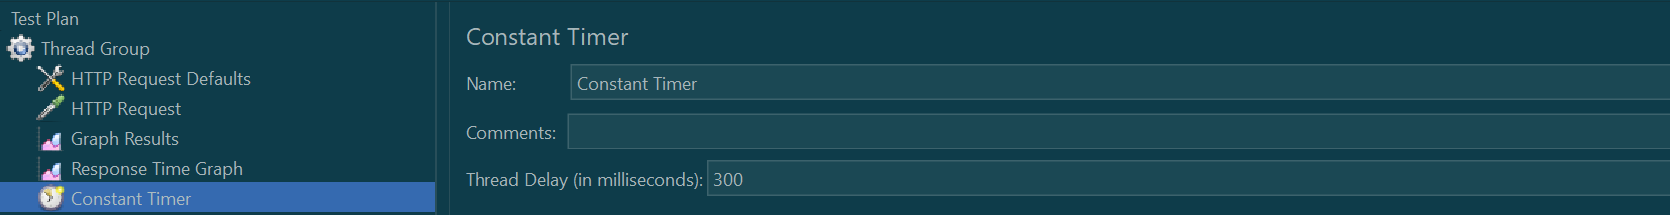 Test Plan
Thread Group
HTTP Request Defaults
HTTP Request
Graph Results
Response Time Graph
Constant Timer
Constant Timer
Name: Constant Timer
Comments:
Thread Delay (in milliseconds): 300